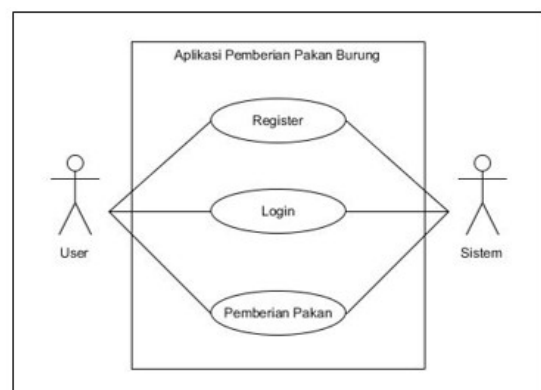 Aplikasi Pemberian Pakan Burung
Register
Login
User
Sistem
Pemberian Pakan